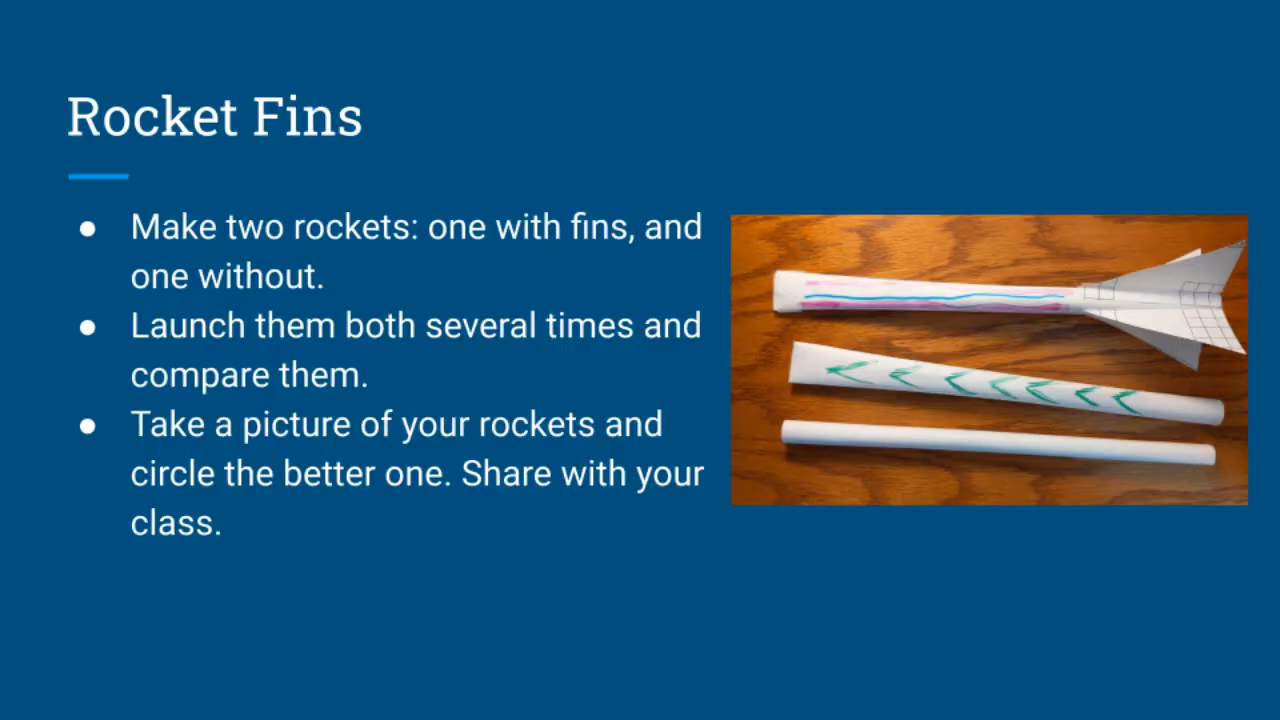 Rocket Fins
● Make two rockets: one with fins, and
one without.
● Launch them both several times and
compare them.
● Take a picture of your rockets and
circle the better one. Share with your
class.